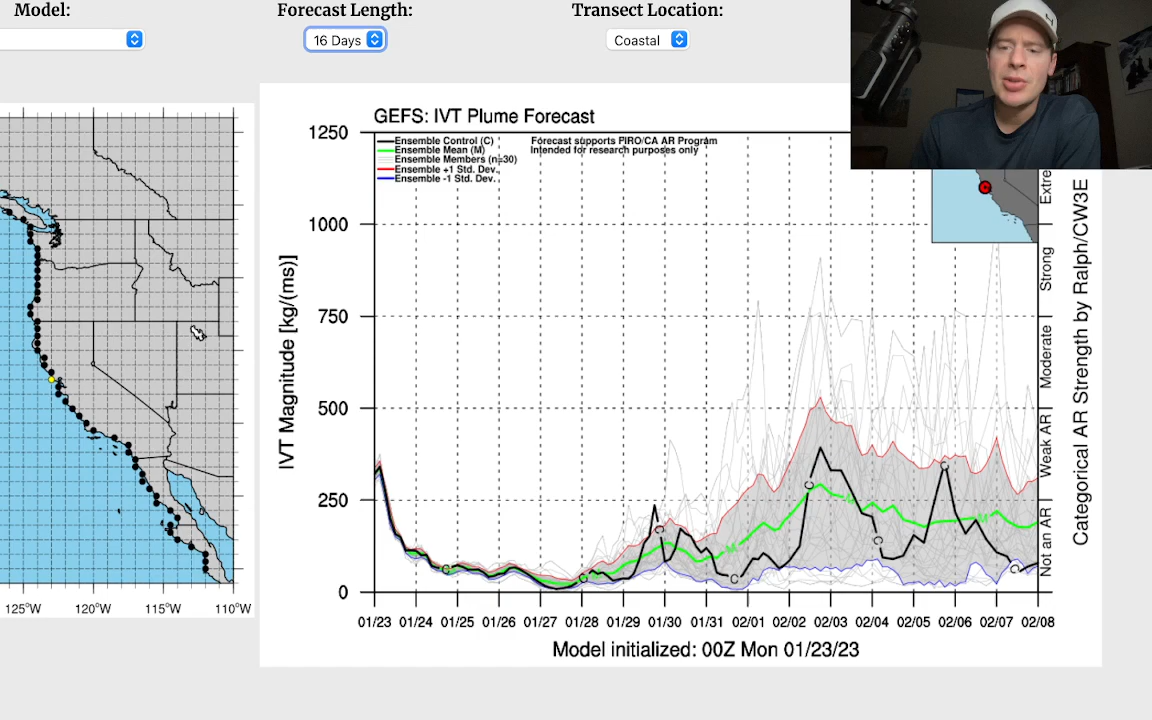 Model:
Forecast Length:
Transect Location:
16 Days
Coastal
GEFS: IVT Plume Forecast
1250
1000
750
500
250
0
Ensemble Control (C)
Ensemble Mean (M)
Ensemble Members (n=30)
Ensemble +1 Std. Dev.
Ensemble -1 Std. Dev.
Forecast supports PIRO/CA AR Program
Intended for research purposes only
IVT Magnitude [kg/(ms)]
C
C
C
C
C
C
C
C
M
M
M
Not an AR
Weak AR
Moderate
Strong
Extre
Categorical AR Strength by Ralph/CW3E
01/23 01/24 01/25 01/26 01/27 01/28 01/29 01/30 01/31 02/01 02/02 02/03 02/04 02/05 02/06 02/07 02/08
Model initialized: 00Z Mon 01/23/23
125°W 120°W 115°W 110°W